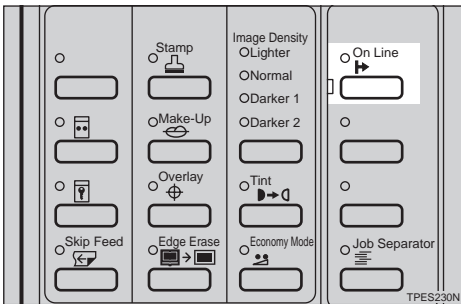 Stamp
Image Density
Lighter
On Line
Normal
Make-Up
Darker 1
Darker 2
Overlay
Tint
Skip Feed
Edge Erase
Economy Mode
Job Separator
TPES230N